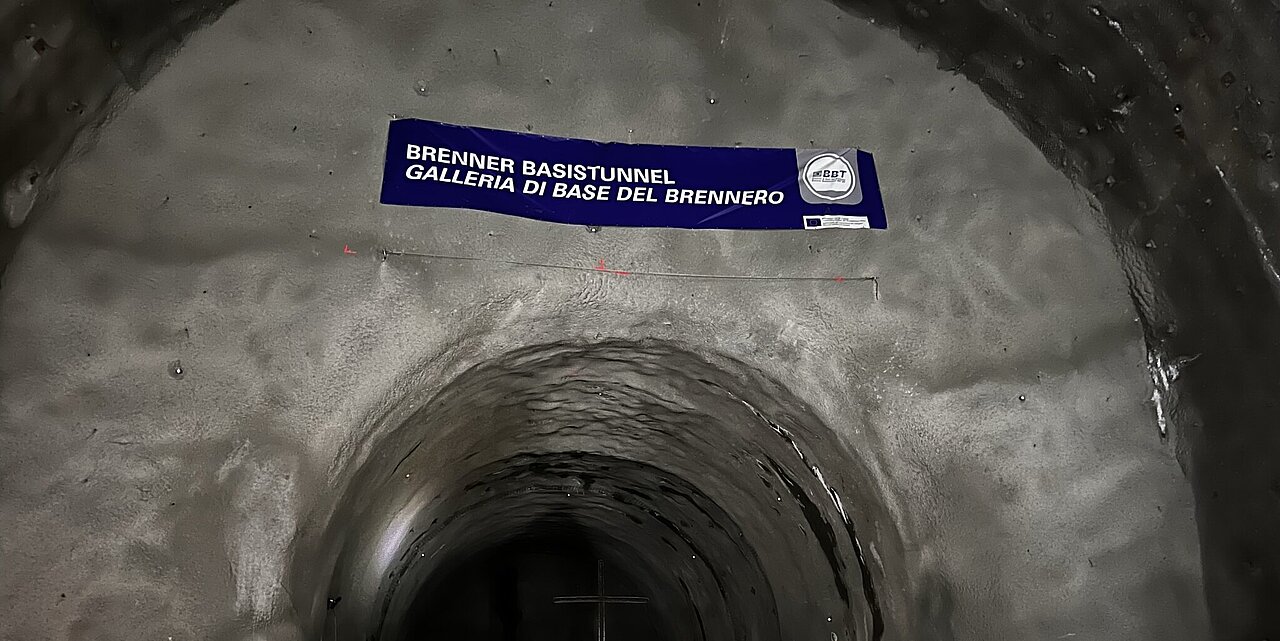 BRENNER BASISTUNNEL
GALLERIA DI BASE DEL BRENNERO
BBT